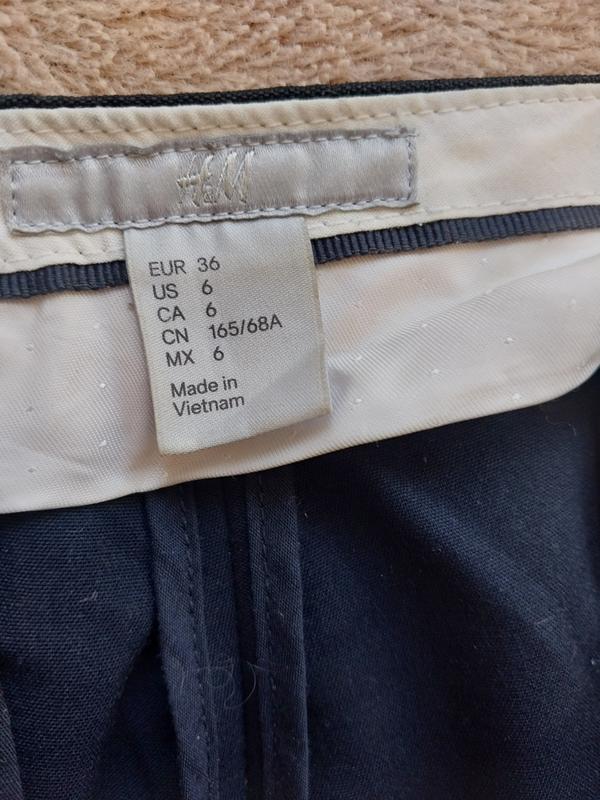 H&M
EUR 36
US 6
CA 6
CN 165/68A
MX 6
Made in
Vietnam